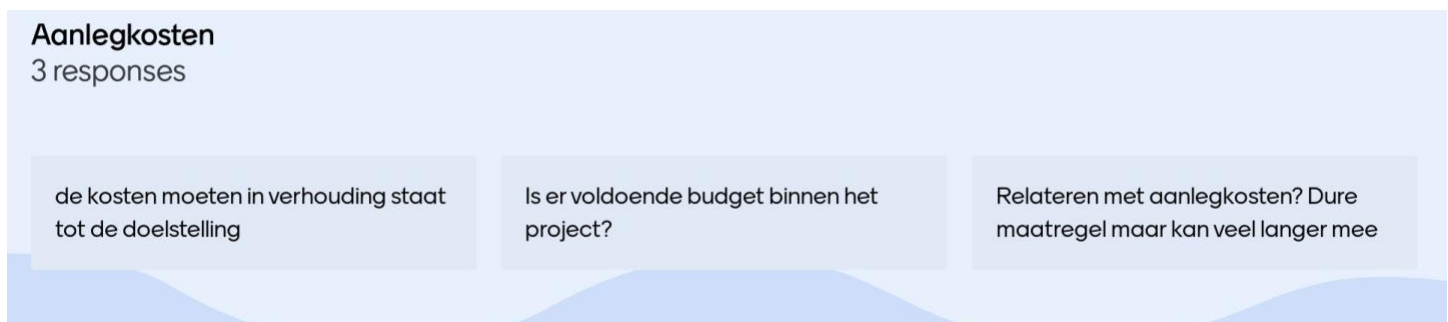 Aanlegkosten
3 responses
de kosten moeten in verhouding staat
tot de doelstelling
Is er voldoende budget binnen het
project?
Relateren met aanlegkosten? Dure
maatregel maar kan veel langer mee